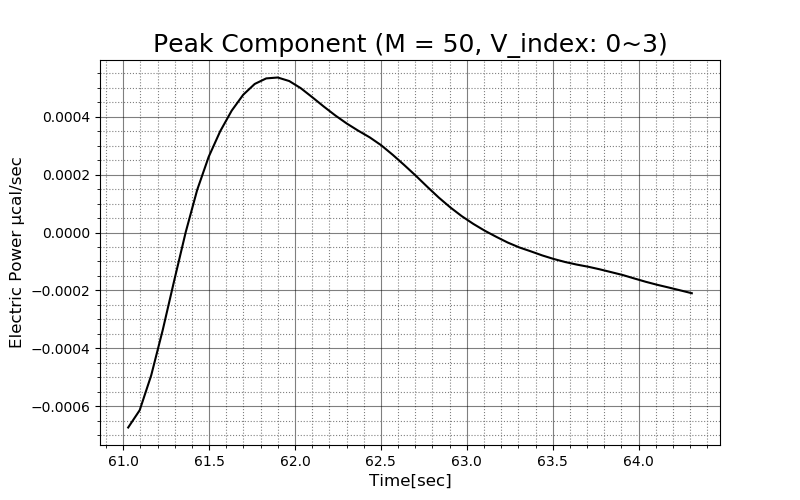 Peak Component (M = 50, V_index: 0~3)
Electric Power μcal/sec
0.0004
0.0002
0.0000
−0.0002
−0.0004
−0.0006
61.0 61.5 62.0 62.5 63.0 63.5 64.0
Time[sec]